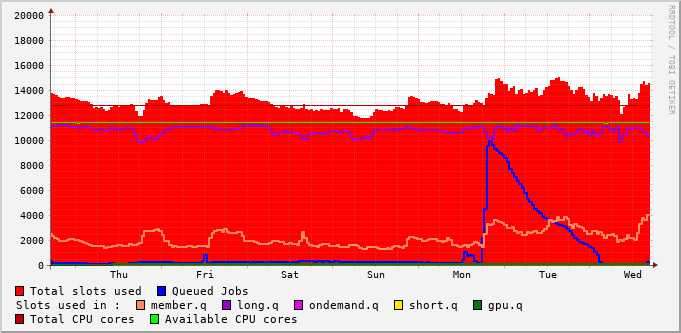 20000
18000
16000
14000
12000
10000
8000
6000
4000
2000
0
Thu Fri Sat Sun Mon Tue Wed
RRDTOOL / TOBI OETIKER
Total slots used Queued Jobs
Slots used in : member.q long.q ondemand.q short.q gpu.q
Total CPU cores Available CPU cores